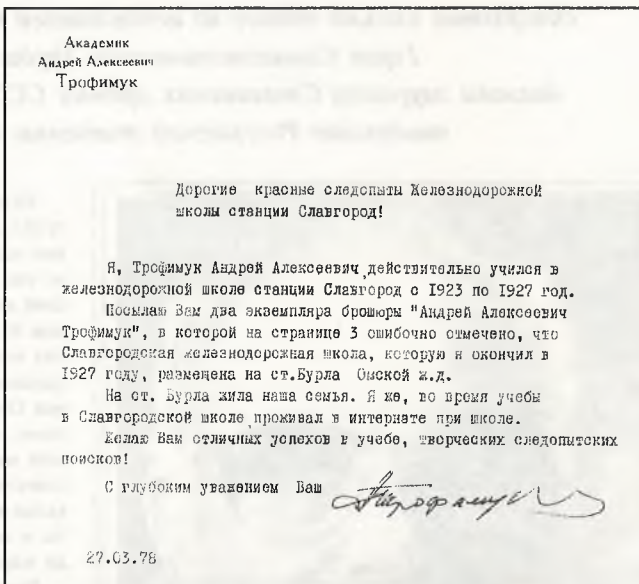 Академик
Андрей Алексеевич
Трофимук
Дорогие красные следопыты Железнодорожной
школы станции Славгород!
Я, Трофимук Андрей Алексеевич,действительно учился в
железнодорожной школе станции Славгород с 1923 по 1927 год.
Посылаю Вам два экземпляра брошюры "Андрей Алексеевич
Трофимук", в которой на странице 3 ошибочно отмечено, что
Славгородская железнодорожная школа, которую я окончил в
1927 году, размещена на ст.Бурла Омской ж.д.
На ст. Бурла жила наша семья. Я же, во время учебы
в Славгородской школе проживал в интернате при школе.
Желаю Вам отличных успехов в учебе, творческих следопытских
поисков!
С глубоким уважением Ваш Трофимук
27.03.78